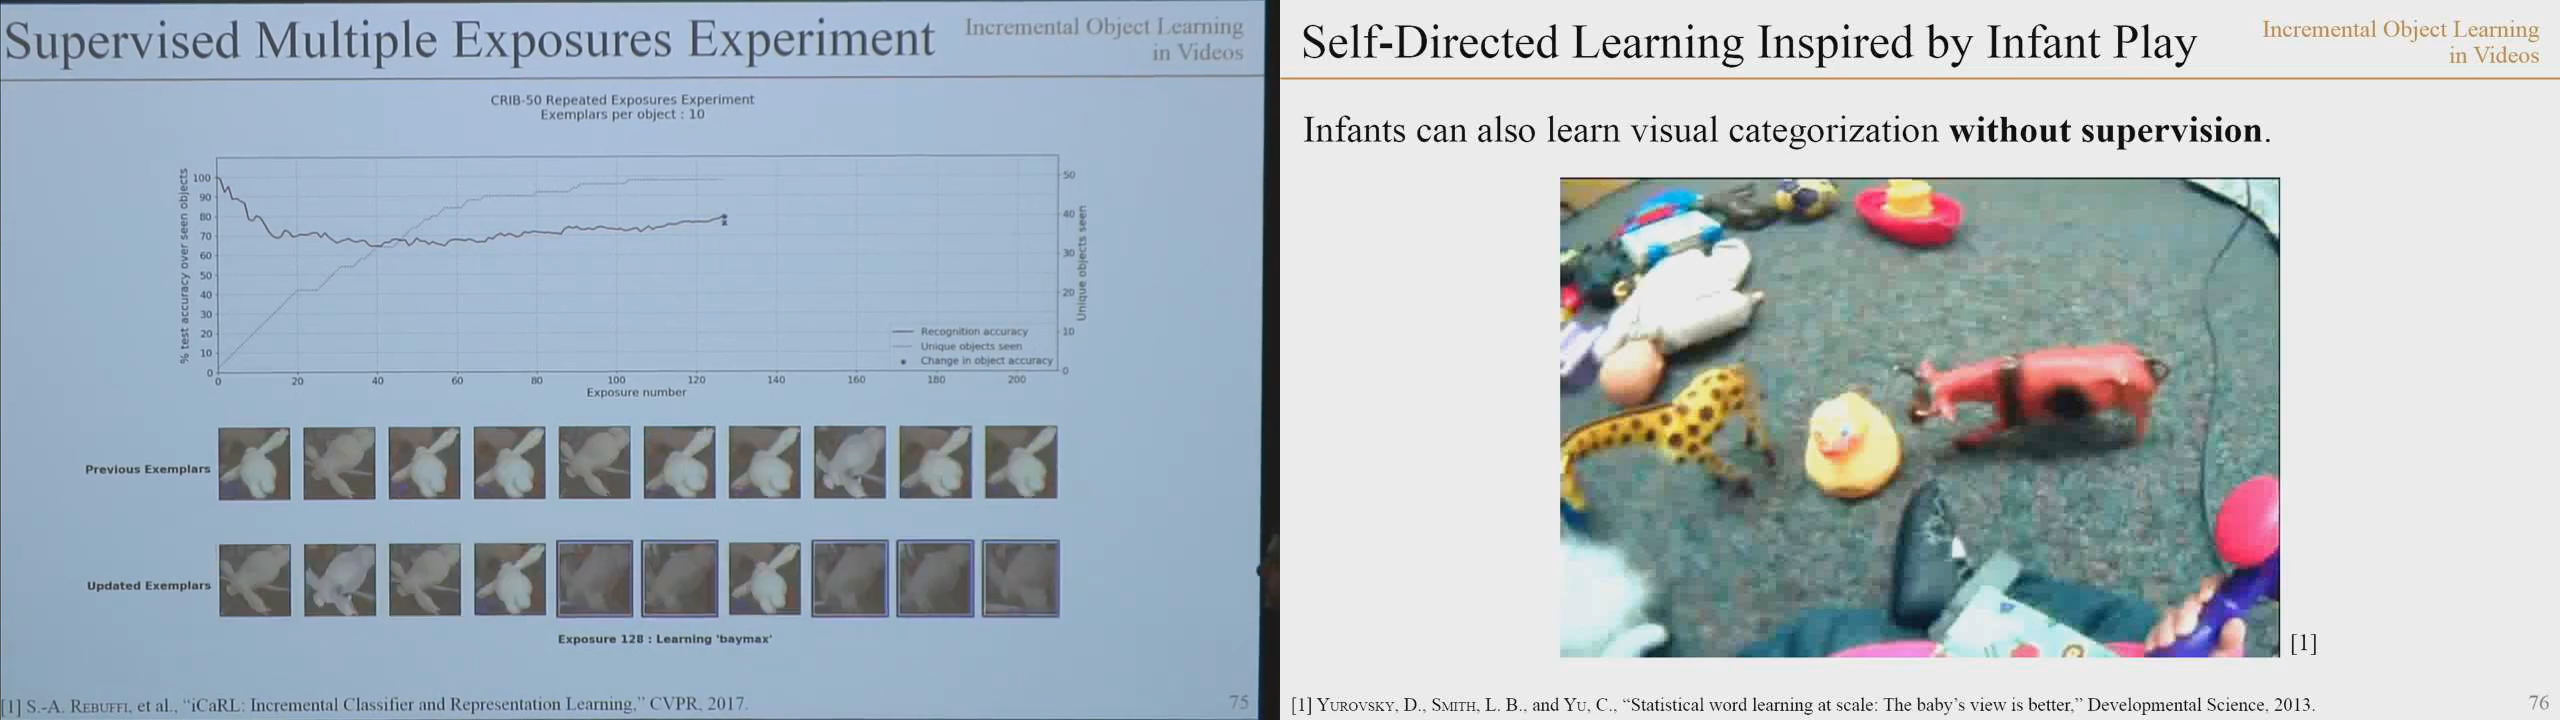 Supervised Multiple Exposures Experiment
Incremental Object Learning
in Videos
CRIB-50 Repeated Exposures Experiment
Exemplars per object : 10
% test accuracy over seen objects
100
90
80
70
60
50
40
30
20
10
0
50
40
30
20
10
0
Unique objects seen
Recognition accuracy
Unique objects seen
Change in object accuracy
0 20 40 60 80 100 120 140 160 180 200
Exposure number
Previous Exemplars
Updated Exemplars
Exposure 128 : Learning 'baymax'
[1] S.-A. REBUFFI, et al., “iCaRL: Incremental Classifier and Representation Learning,” CVPR, 2017.
75
Self-Directed Learning Inspired by Infant Play
Incremental Object Learning
in Videos
Infants can also learn visual categorization without supervision.
[1]
[1] YUROVSKY, D., SMITH, L. B., and YU, C., “Statistical word learning at scale: The baby’s view is better,” Developmental Science, 2013.
76